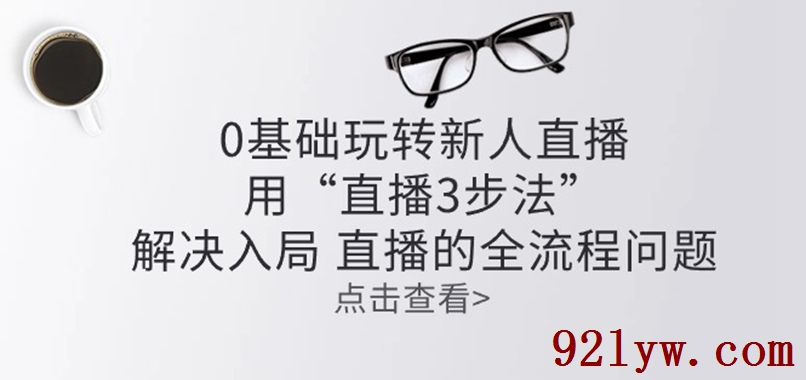 0基础玩转新人直播
用“直播3步法”
解决入局 直播的全流程问题
点击查看>
921yw.com